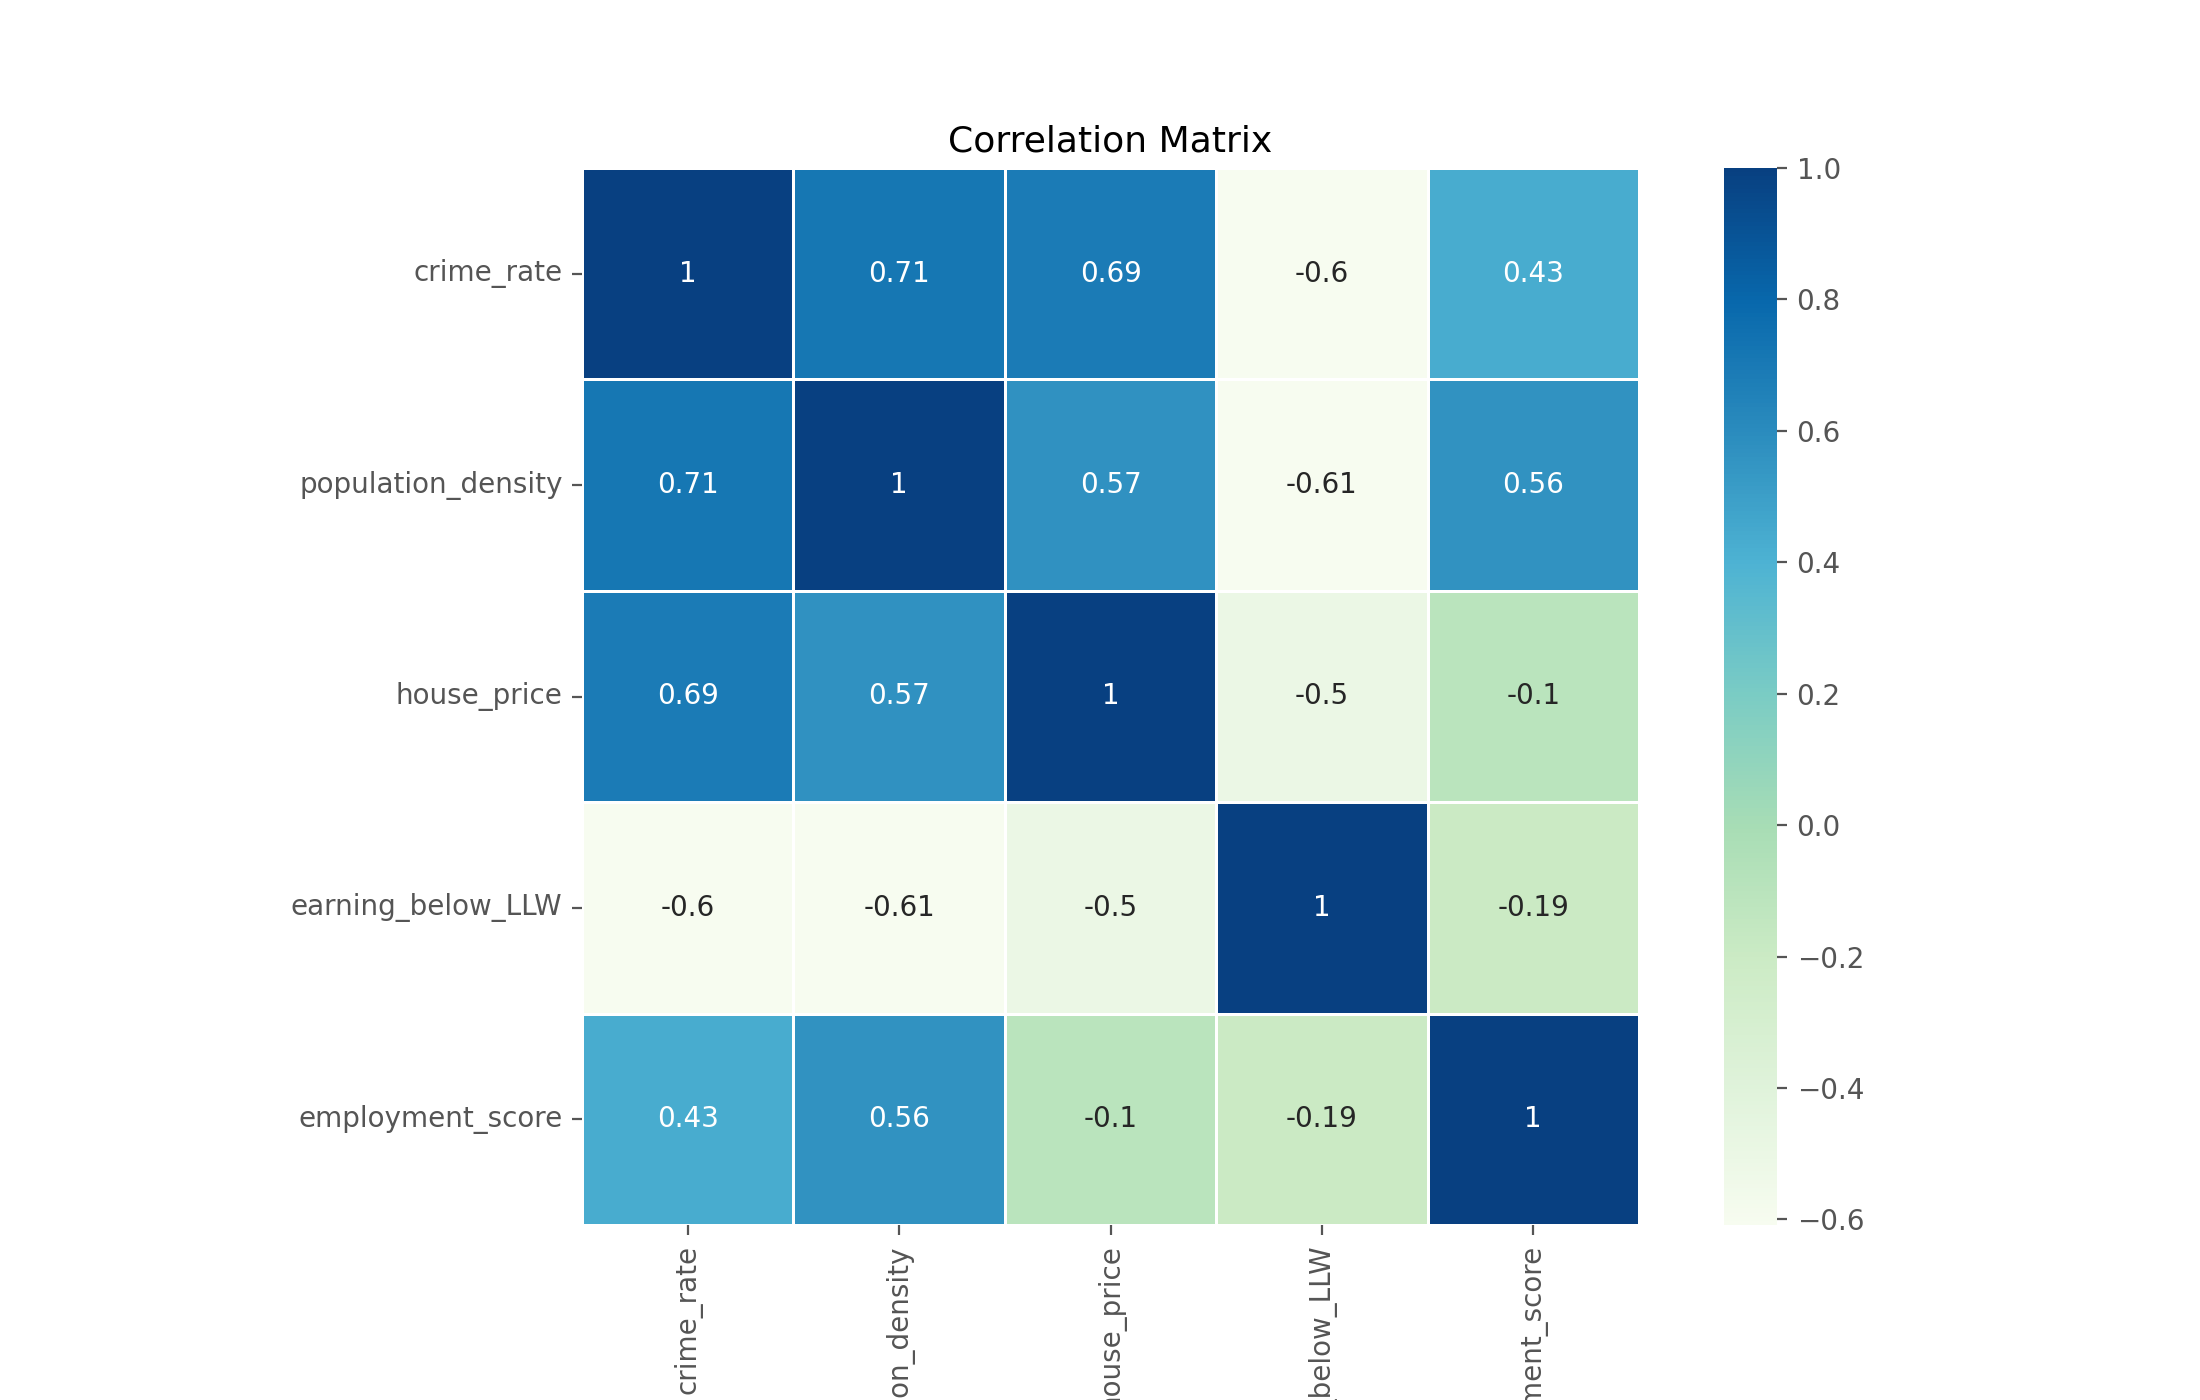 Correlation Matrix
crime_rate 1 0.71 0.69 -0.6 0.43
population_density 0.71 1 0.57 -0.61 0.56
house_price 0.69 0.57 1 -0.5 -0.1
earning_below_LLW -0.6 -0.61 -0.5 1 -0.19
employment_score 0.43 0.56 -0.1 -0.19 1
crime_rate
on_density
ouse_price
below_LLW
ment_score
1.0
0.8
0.6
0.4
0.2
0.0
−0.2
−0.4
−0.6